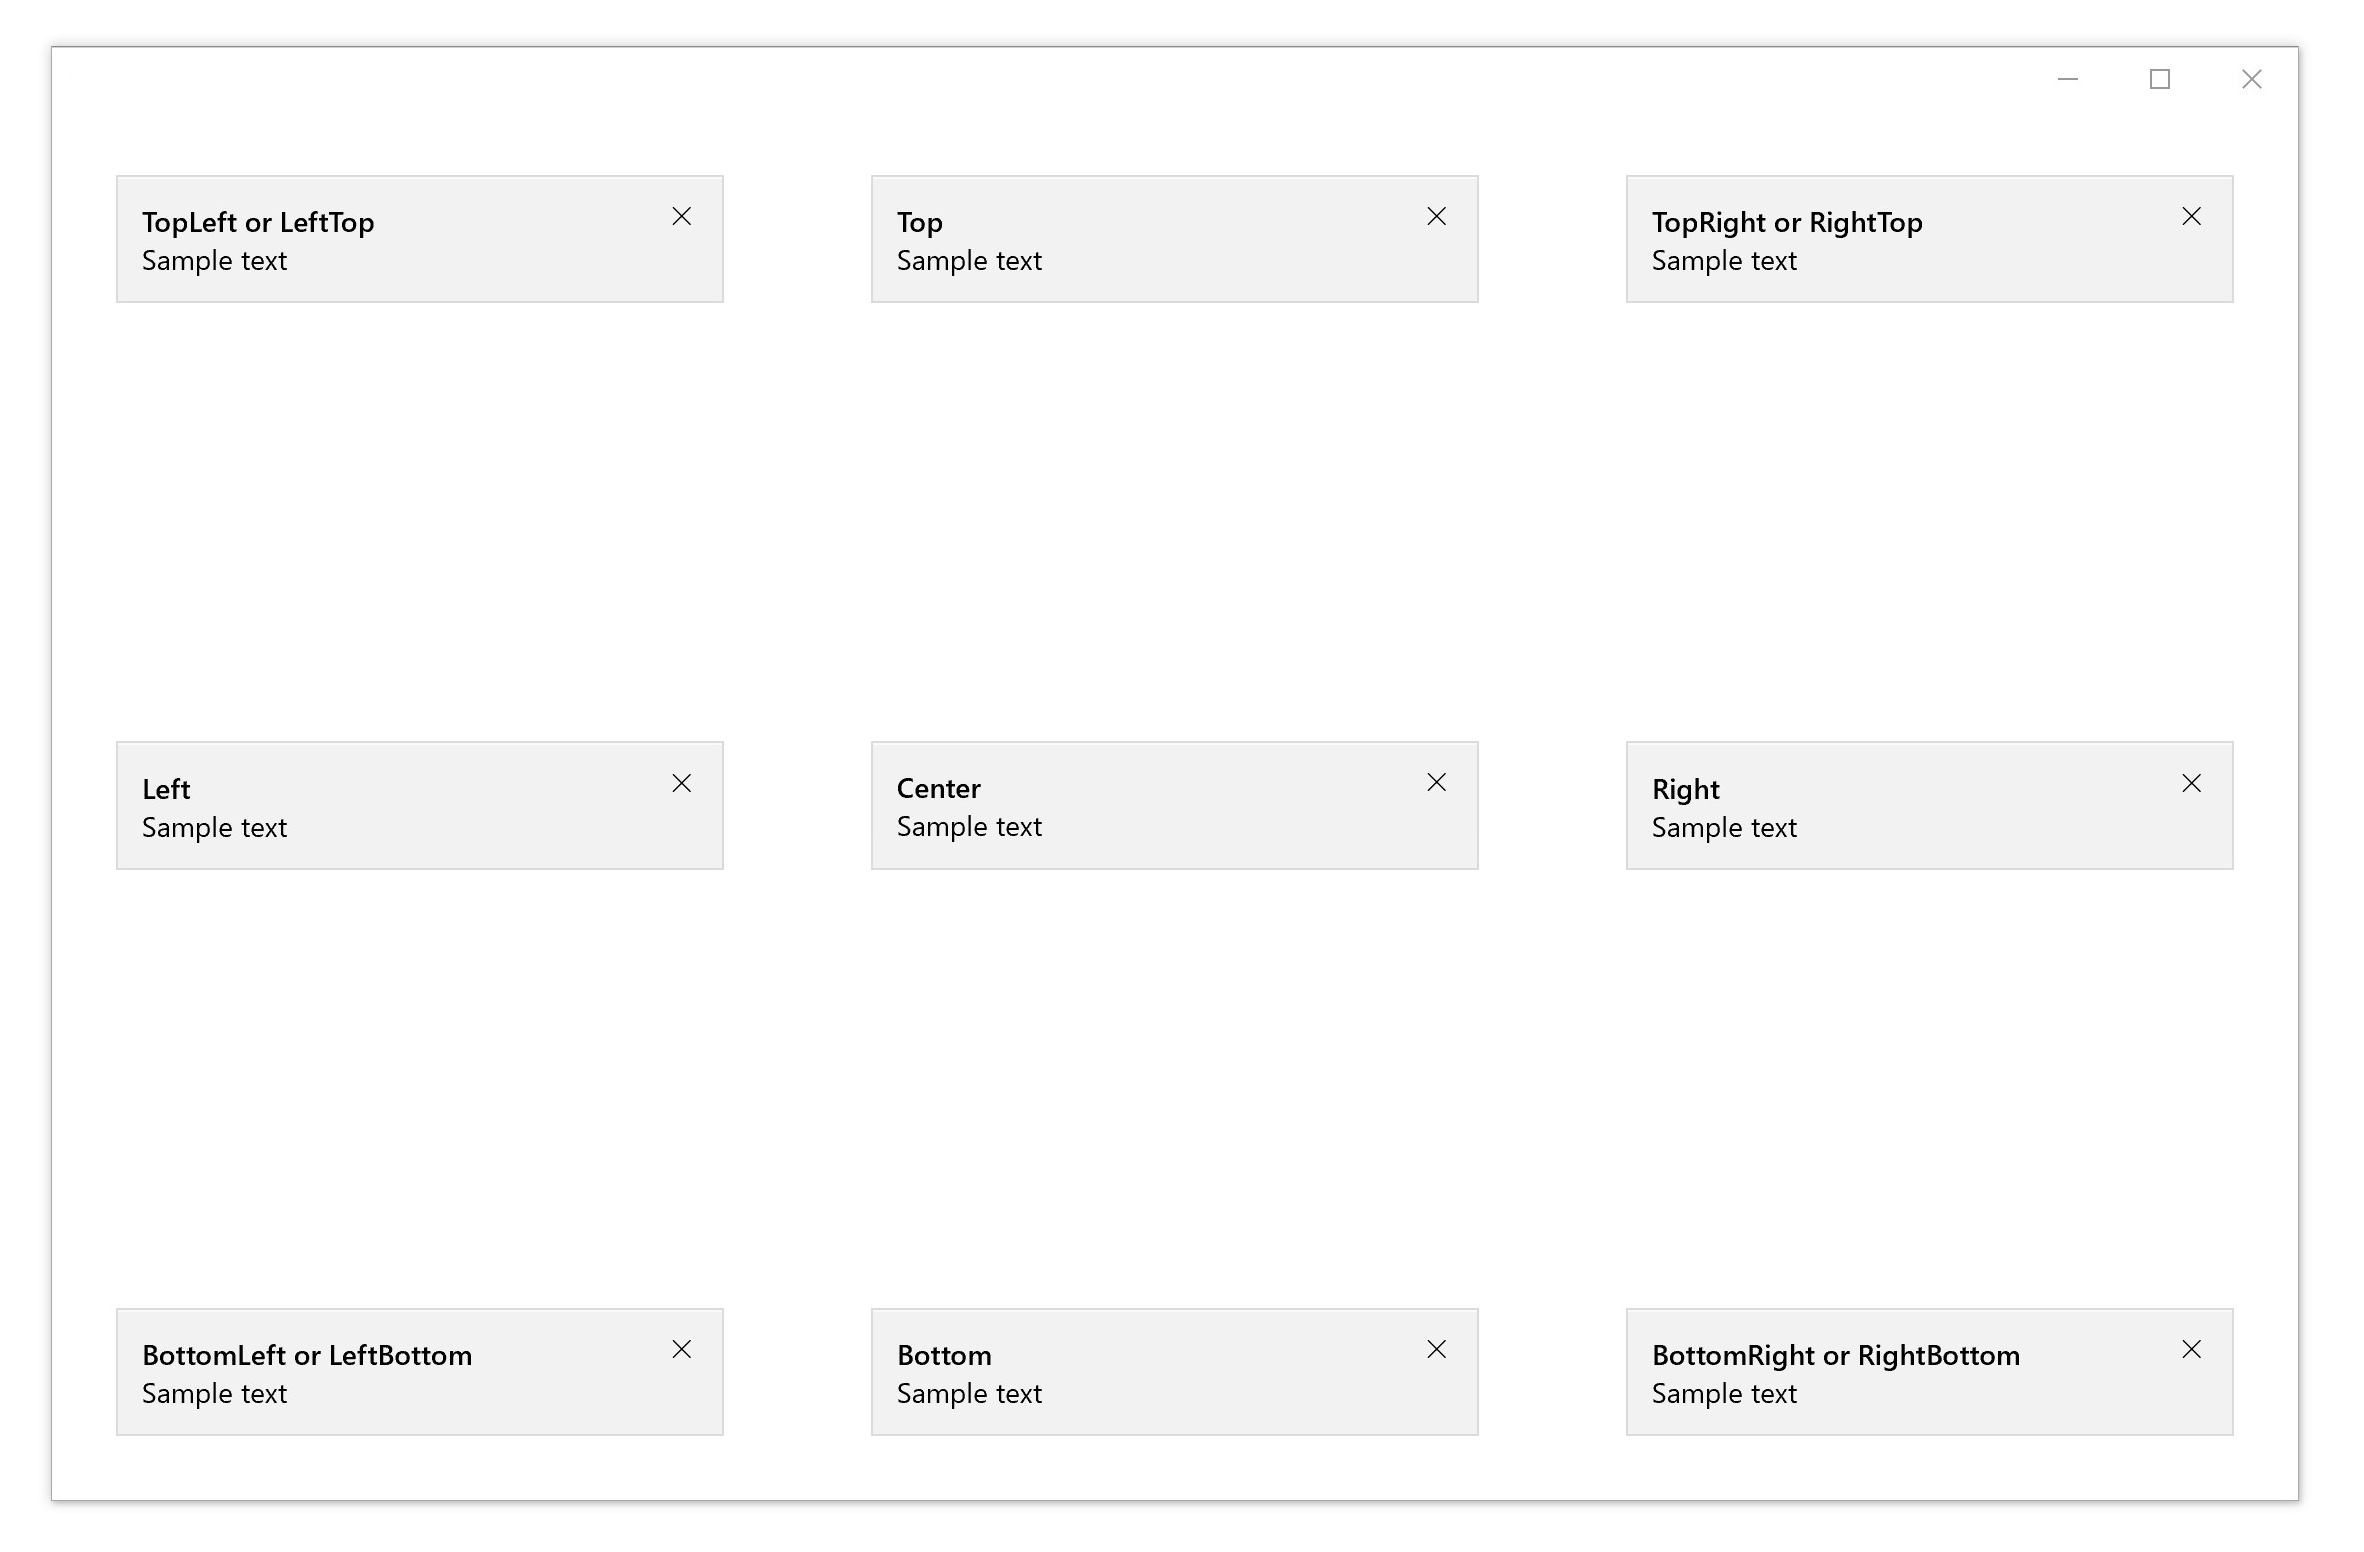 TopLeft or LeftTop
Sample text
Top
Sample text
TopRight or RightTop
Sample text
Left
Sample text
Center
Sample text
Right
Sample text
BottomLeft or LeftBottom
Sample text
Bottom
Sample text
BottomRight or RightBottom
Sample text